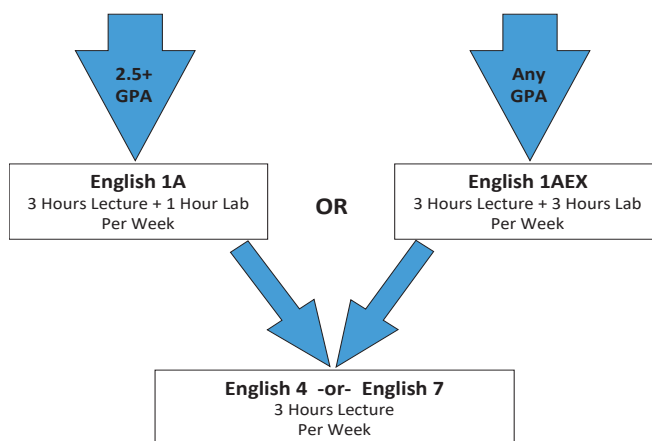 2.5+
GPA
Any
GPA
English 1A
3 Hours Lecture + 1 Hour Lab
Per Week
OR
English 1AEX
3 Hours Lecture + 3 Hours Lab
Per Week
English 4 -or- English 7
3 Hours Lecture
Per Week